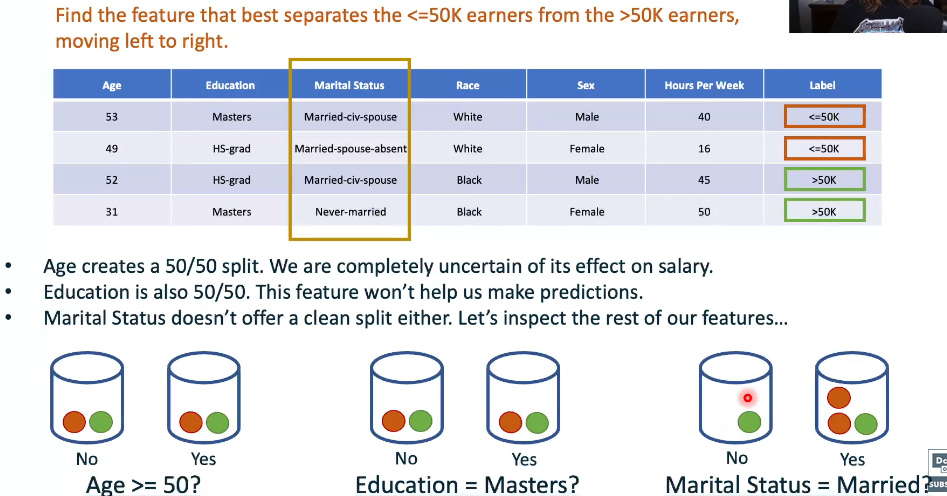 Find the feature that best separates the <=50K earners from the >50K earners,
moving left to right.
Age Education Marital Status Race Sex Hours Per Week Label
53 Masters Married-civ-spouse White Male 40 <=50K
49 HS-grad Married-spouse-absent White Female 16 <=50K
52 HS-grad Married-civ-spouse Black Male 45 >50K
31 Masters Never-married Black Female 50 >50K
• Age creates a 50/50 split. We are completely uncertain of its effect on salary.
• Education is also 50/50. This feature won’t help us make predictions.
• Marital Status doesn’t offer a clean split either. Let’s inspect the rest of our features…
No Yes No Yes No Yes
Age >= 50? Education = Masters? Marital Status = Married?